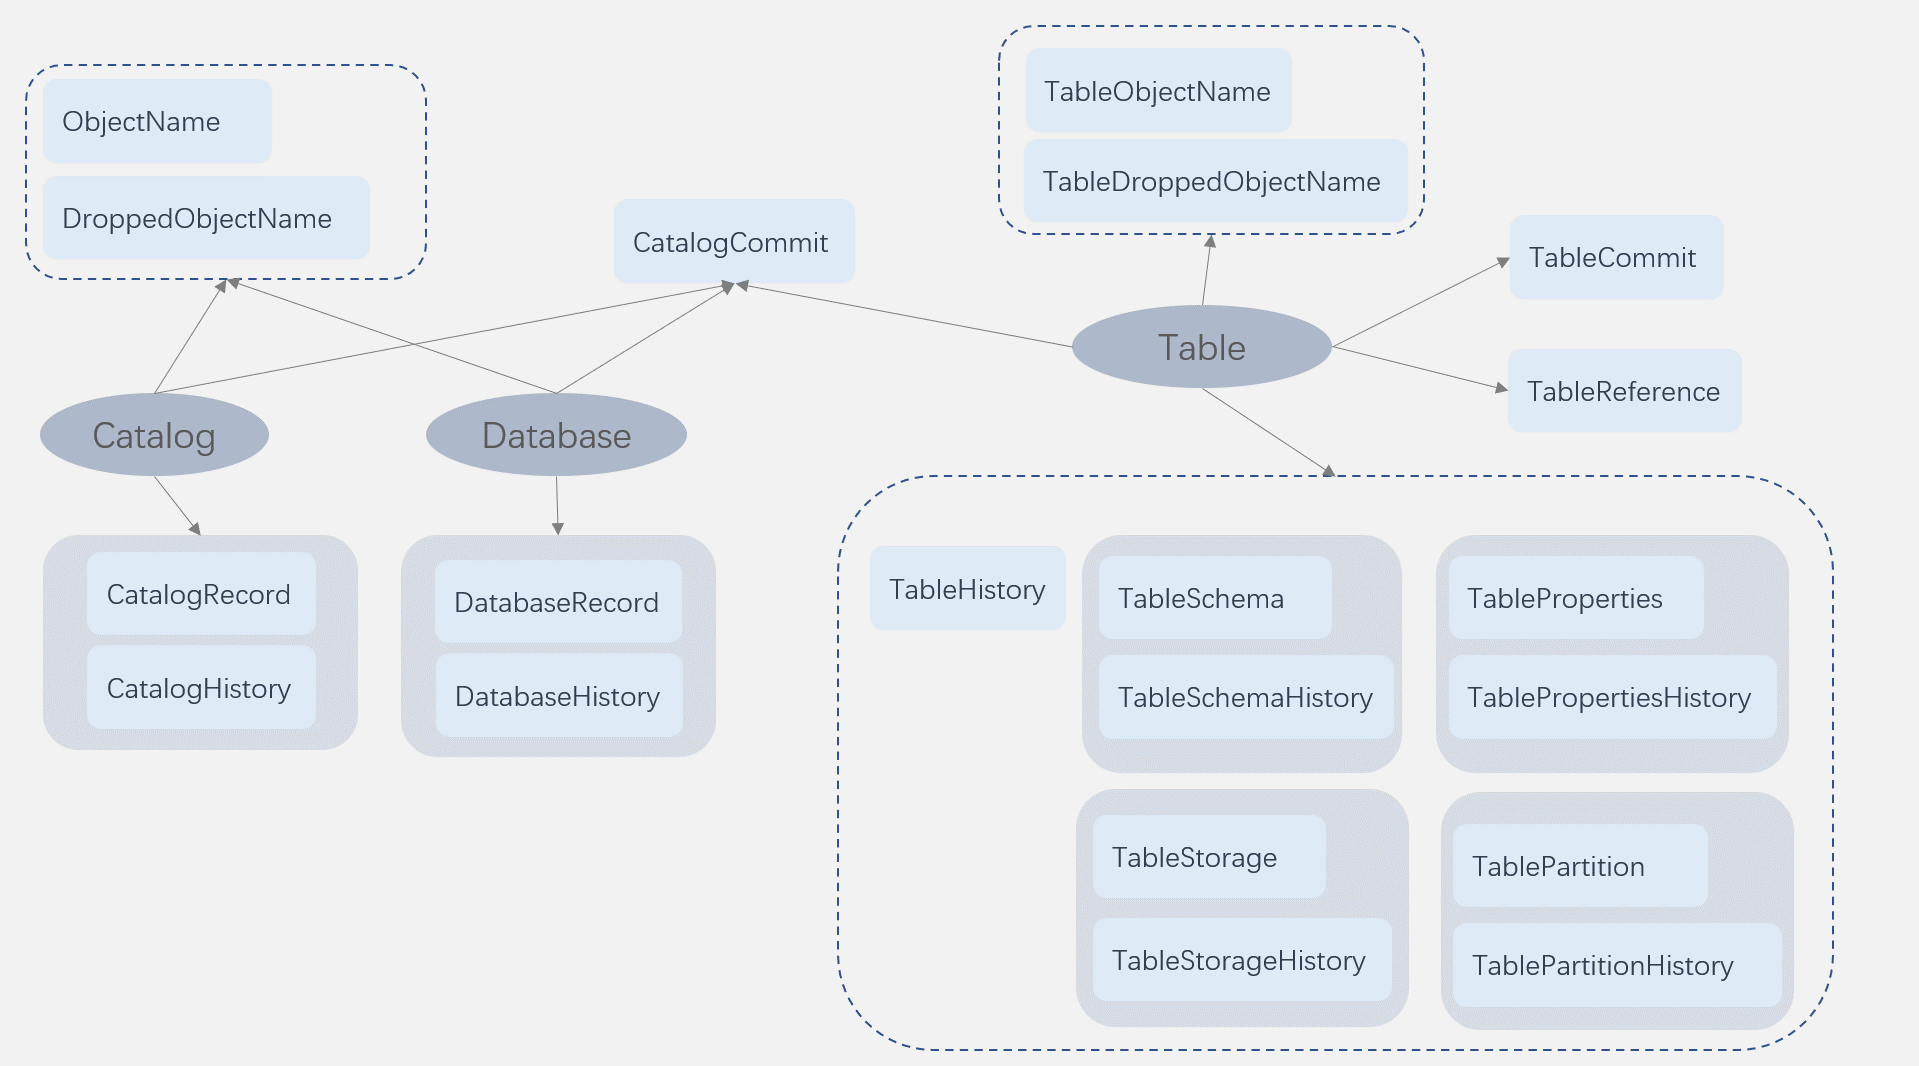 ObjectName
DroppedObjectName
CatalogCommit
TableObjectName
TableDroppedObjectName
TableCommit
TableReference
Table
Catalog
Database
CatalogRecord
CatalogHistory
DatabaseRecord
DatabaseHistory
TableHistory
TableSchema
TableSchemaHistory
TableProperties
TablePropertiesHistory
TableStorage
TableStorageHistory
TablePartition
TablePartitionHistory